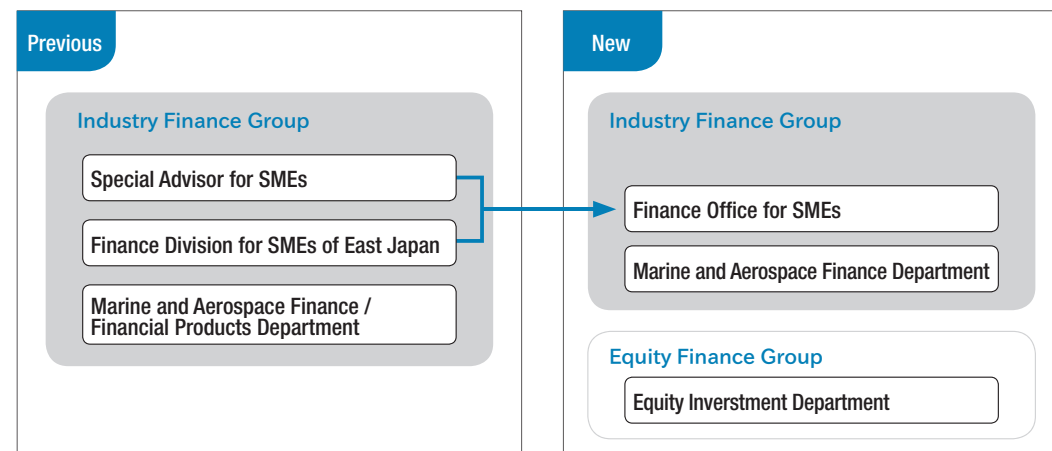 Previous
Industry Finance Group
Special Advisor for SMEs
Finance Division for SMEs of East Japan
Marine and Aerospace Finance /
Financial Products Department
New
Industry Finance Group
Finance Office for SMEs
Marine and Aerospace Finance Department
Equity Finance Group
Equity Inverstment Department